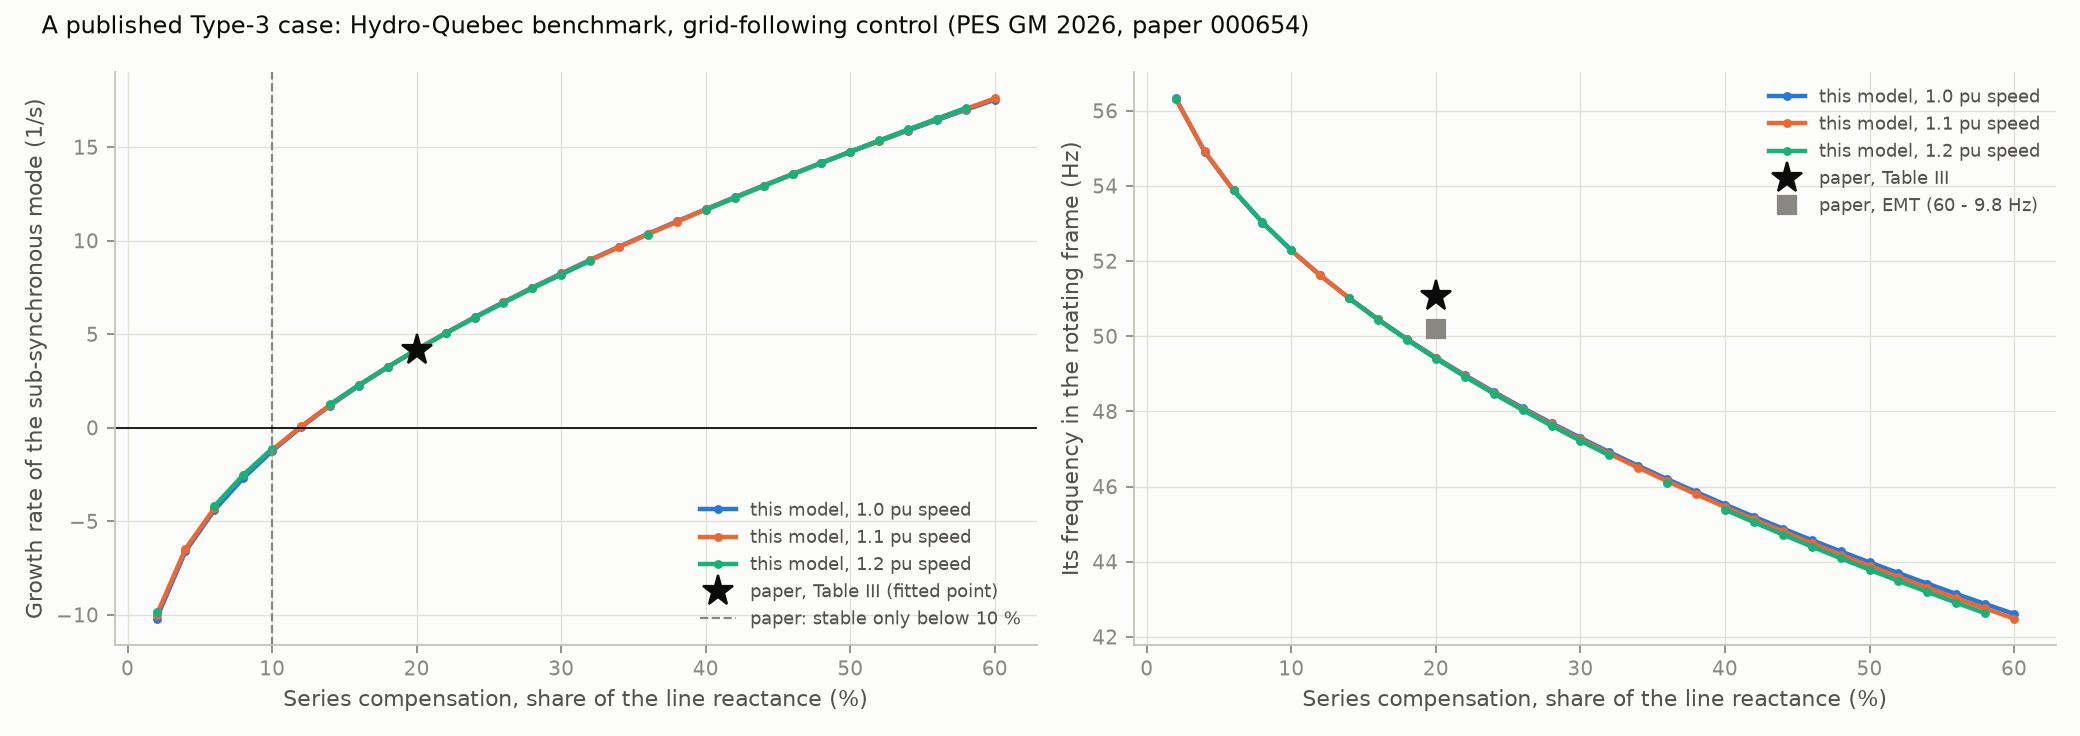 A published Type-3 case: Hydro-Quebec benchmark, grid-following control (PES GM 2026, paper 000654)
Growth rate of the sub-synchronous mode (1/s)
15
10
5
0
−5
−10
0
10
20
30
40
50
60
Series compensation, share of the line reactance (%)
this model, 1.0 pu speed
this model, 1.1 pu speed
this model, 1.2 pu speed
paper, Table III (fitted point)
paper: stable only below 10 %
Its frequency in the rotating frame (Hz)
56
54
52
50
48
46
44
42
0
10
20
30
40
50
60
Series compensation, share of the line reactance (%)
this model, 1.0 pu speed
this model, 1.1 pu speed
this model, 1.2 pu speed
paper, Table III
paper, EMT (60 - 9.8 Hz)